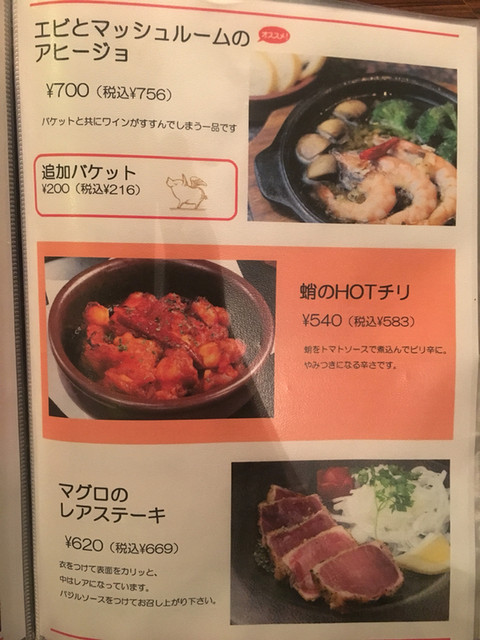 エビとマッシュルームの
アヒージョ
オススメ!
¥700（税込¥756）
バケットと共にワインがすすんでしまう一品です
追加バケット
¥200（税込¥216）
蛸のHOTチリ
¥540（税込¥583）
蛸をトマトソースで煮込んでピリ辛に。
やみつきになる辛さです。
マグロの
レアステーキ
¥620（税込¥669）
衣をつけて表面をカリッと、
中はレアになっています。
バジルソースをつけてお召し上がり下さい。